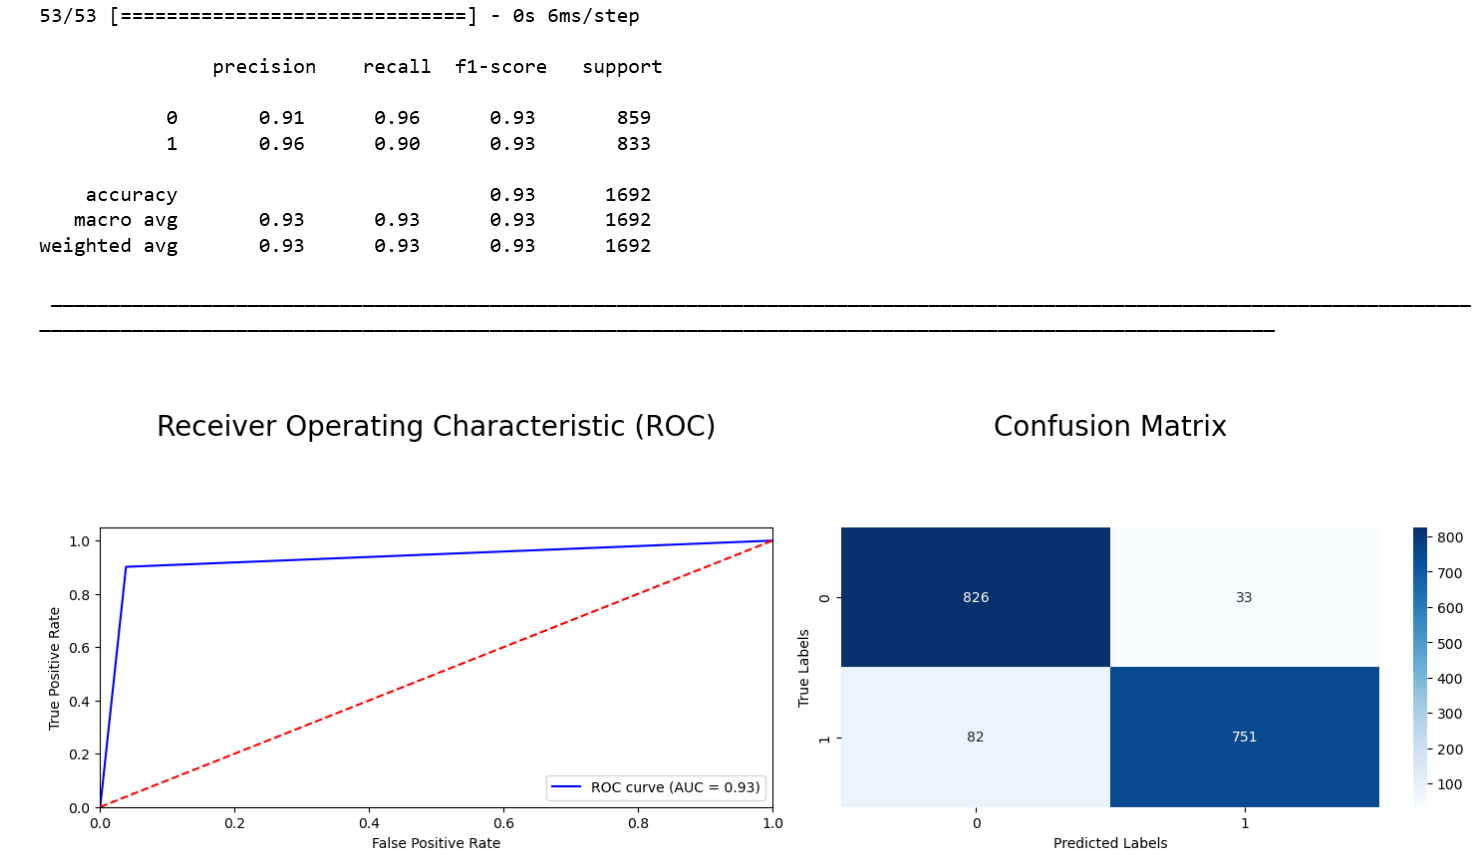 53/53 [==============================] - 0s 6ms/step
precision recall f1-score support
0 0.91 0.96 0.93 859
1 0.96 0.90 0.93 833
accuracy 0.93 1692
macro avg 0.93 0.93 0.93 1692
weighted avg 0.93 0.93 0.93 1692
Receiver Operating Characteristic (ROC)
1.0
0.8
0.6
0.4
0.2
0.0
True Positive Rate
0.0 0.2 0.4 0.6 0.8 1.0
False Positive Rate
ROC curve (AUC = 0.93)
Confusion Matrix
826 33
82 751
0
1
True Labels
0 1
Predicted Labels
800
700
600
500
400
300
200
100